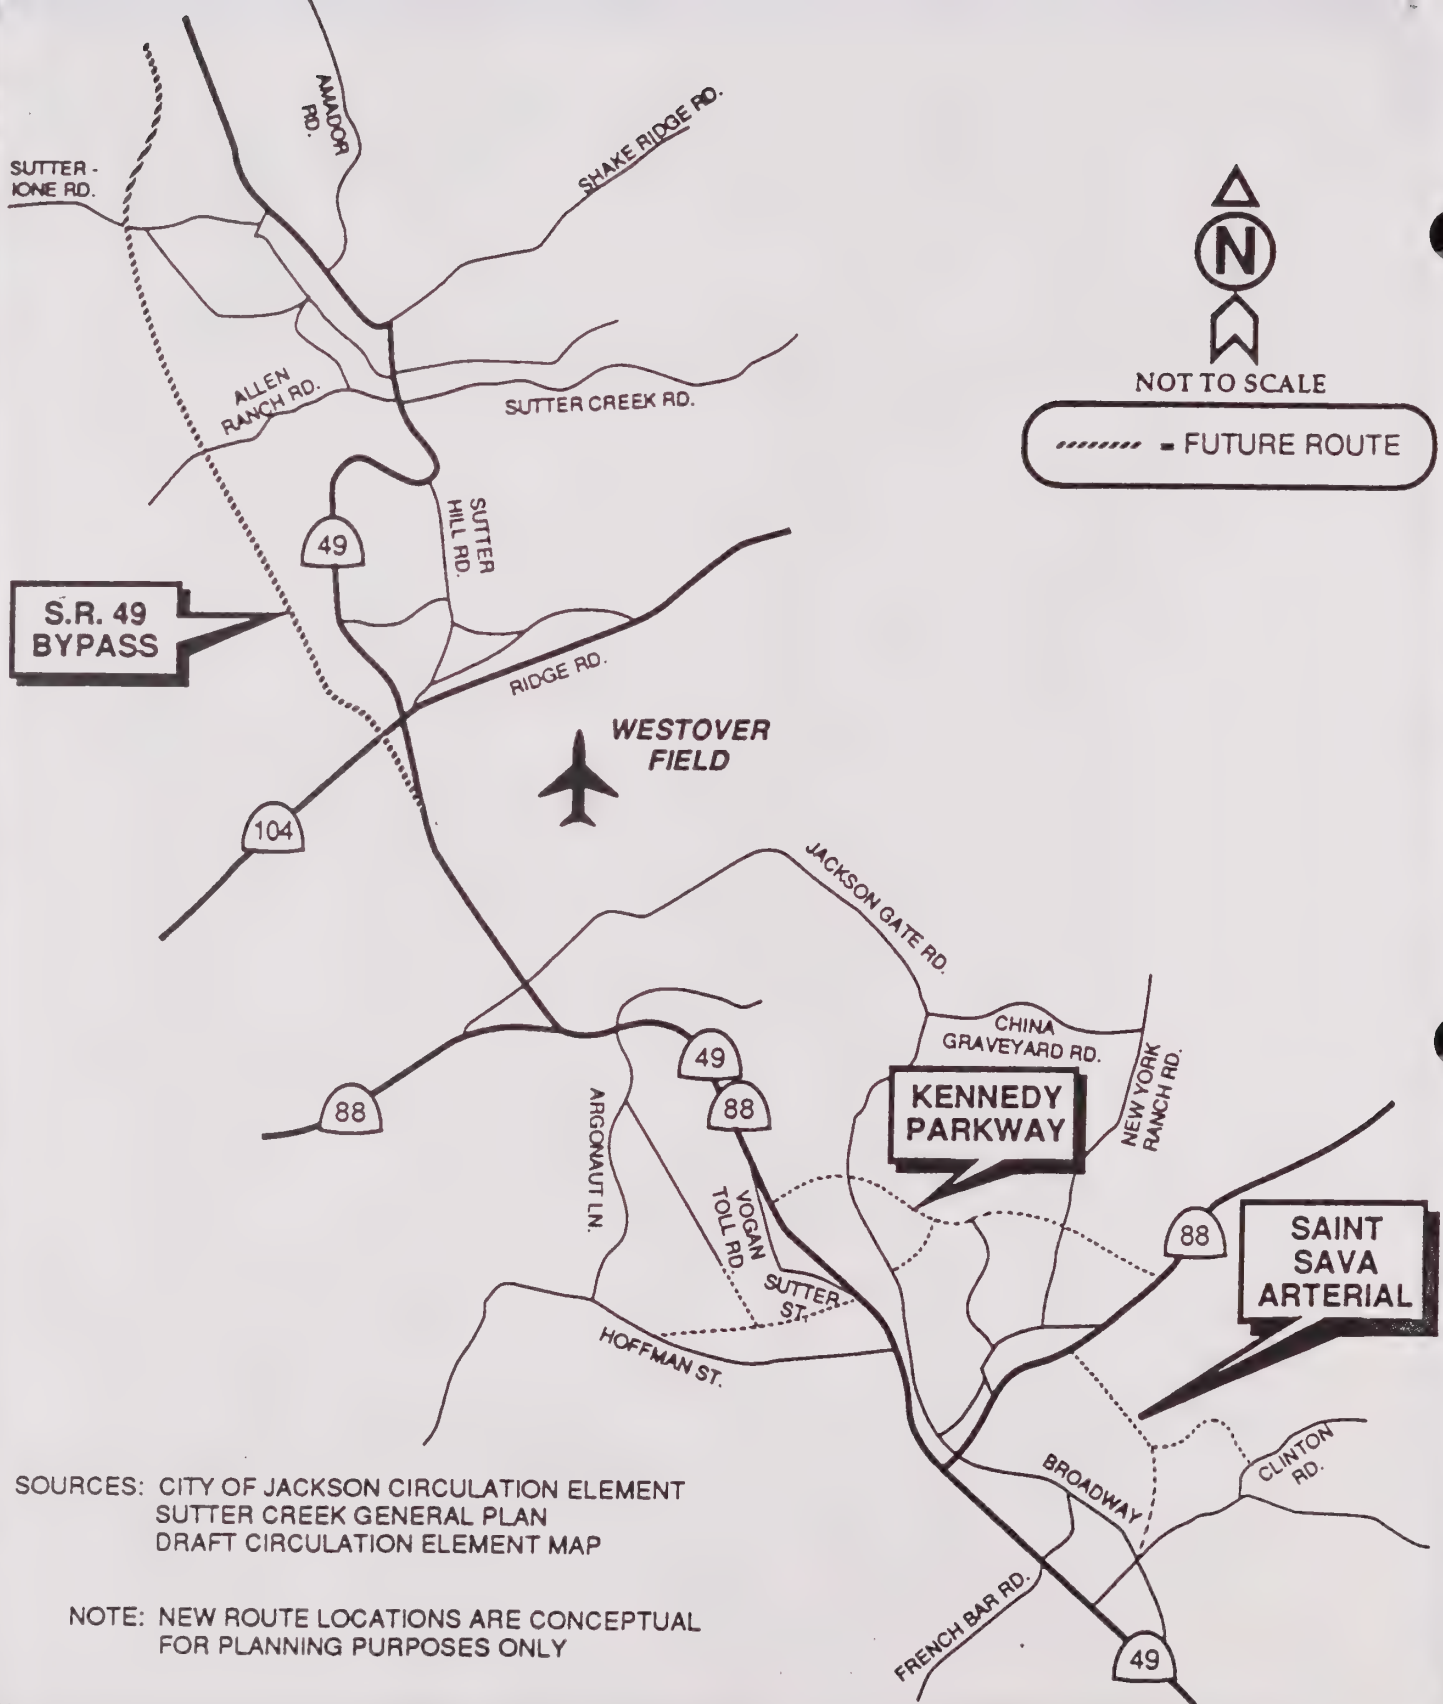 AMADOR
RD.
SHAKE RIDGE RD.
SUTTER -
IONE RD.
N
NOT TO SCALE
= FUTURE ROUTE
ALLEN
RANCH RD.
SUTTER CREEK RD.
SUTTER
HILL RD.
49
S.R. 49
BYPASS
RIDGE RD.
WESTOVER
FIELD
104
JACKSON GATE RD.
CHINA
GRAVEYARD RD.
49
88
88
NEW YORK
RANCH RD.
KENNEDY
PARKWAY
ARGONAUT LN.
VOGAN
TOLL RD.
88
SAINT
SAVA
ARTERIAL
SUTTER
ST.
HOFFMAN ST.
CLINTON
RD.
BROADWAY
FRENCH BAR RD.
49
SOURCES: CITY OF JACKSON CIRCULATION ELEMENT
SUTTER CREEK GENERAL PLAN
DRAFT CIRCULATION ELEMENT MAP
NOTE: NEW ROUTE LOCATIONS ARE CONCEPTUAL
FOR PLANNING PURPOSES ONLY